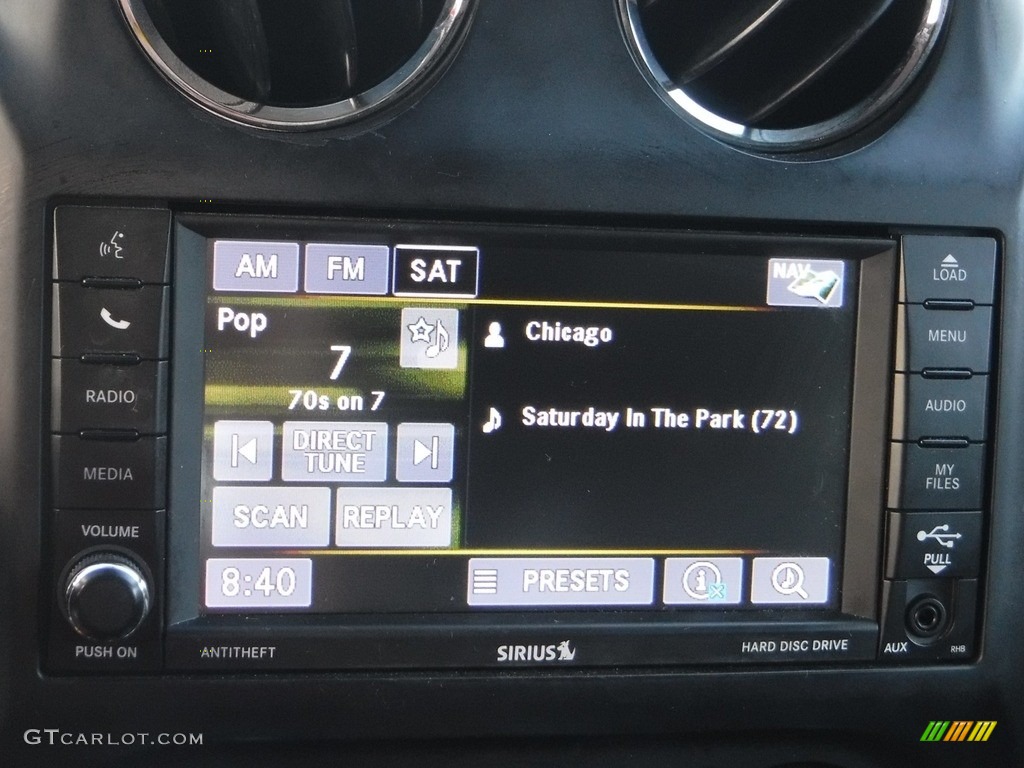 AM FM SAT NAV
Pop
7
70s on 7
Chicago
Saturday In The Park (72)
DIRECT
TUNE
SCAN REPLAY
8:40 PRESETS
RADIO
MEDIA
VOLUME
PUSH ON
LOAD
MENU
AUDIO
MY
FILES
PULL
AUX RHB
ANTITHEFT SIRIUS HARD DISC DRIVE
GTCARLOT.COM